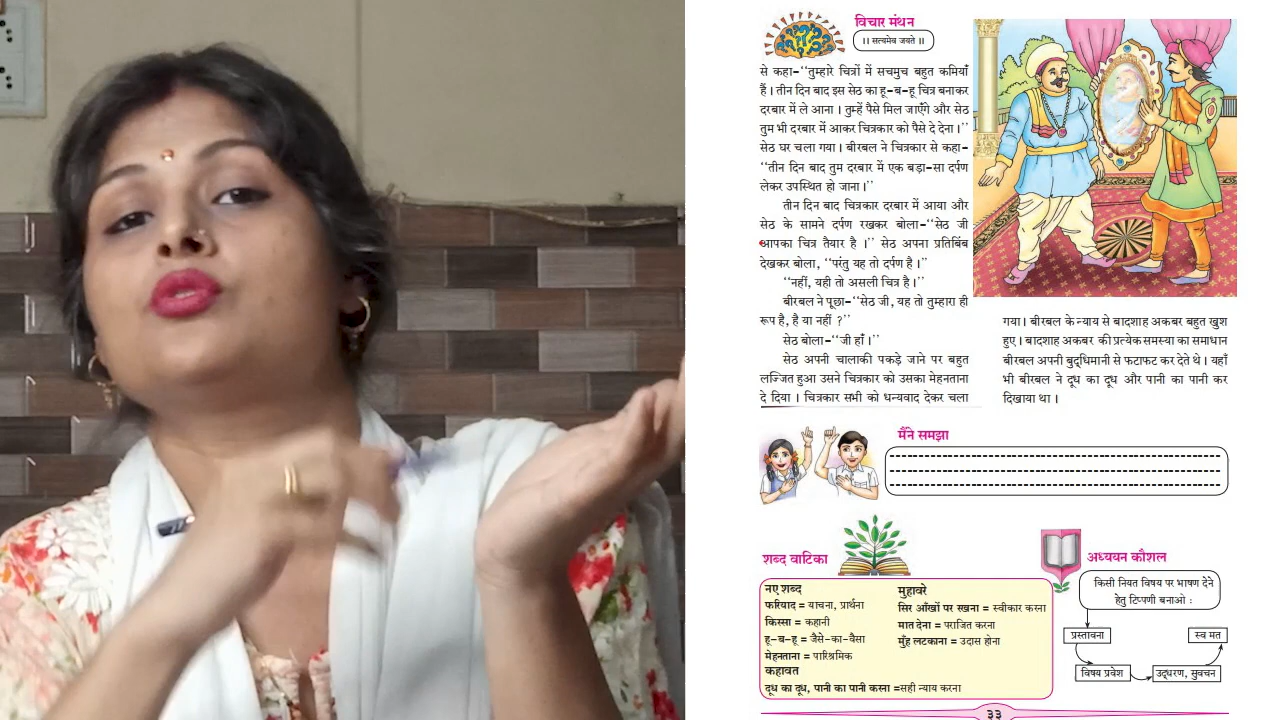 विचार मंथन
।। सत्यमेव जयते ।।
से कहा-‘‘तुम्हारे चित्रों में सचमुच बहुत कमियाँ
हैं । तीन दिन बाद इस सेठ का हू-ब-हू चित्र बनाकर
दरबार में ले आना । तुम्हें पैसे मिल जाएँगे और सेठ
तुम भी दरबार में आकर चित्रकार को पैसे दे देना ।’’
सेठ घर चला गया । बीरबल ने चित्रकार से कहा-
‘‘तीन दिन बाद तुम दरबार में एक बड़ा-सा दर्पण
लेकर उपस्थित हो जाना ।’’
तीन दिन बाद चित्रकार दरबार में आया और
सेठ के सामने दर्पण रखकर बोला-‘‘सेठ जी
आपका चित्र तैयार है ।’’ सेठ अपना प्रतिबिंब
देखकर बोला, ‘‘परंतु यह तो दर्पण है ।’’
‘‘नहीं, यही तो असली चित्र है ।’’
बीरबल ने पूछा-‘‘सेठ जी, यह तो तुम्हारा ही
रूप है, है या नहीं ?’’
सेठ बोला-‘‘जी हाँ ।’’
सेठ अपनी चालाकी पकड़े जाने पर बहुत
लज्जित हुआ उसने चित्रकार को उसका मेहनताना
दे दिया । चित्रकार सभी को धन्यवाद देकर चला
गया । बीरबल के न्याय से बादशाह अकबर बहुत खुश
हुए । बादशाह अकबर की प्रत्येक समस्या का समाधान
बीरबल अपनी बुद्धिमानी से फटाफट कर देते थे । यहाँ
भी बीरबल ने दूध का दूध और पानी का पानी कर
दिखाया था ।
मैंने समझा
शब्द वाटिका
नए शब्द
फरियाद = याचना, प्रार्थना
किस्सा = कहानी
हू-ब-हू = जैसे-का-वैसा
मेहनताना = पारिश्रमिक
कहावत
दूध का दूध, पानी का पानी करना =सही न्याय करना
मुहावरे
सिर आँखों पर रखना = स्वीकार करना
मात देना = पराजित करना
मुँह लटकाना = उदास होना
अध्ययन कौशल
किसी नियत विषय पर भाषण देने
हेतु टिप्पणी बनाओ :
प्रस्तावना
स्व मत
विषय प्रवेश
उद्धरण, सुवचन
३३